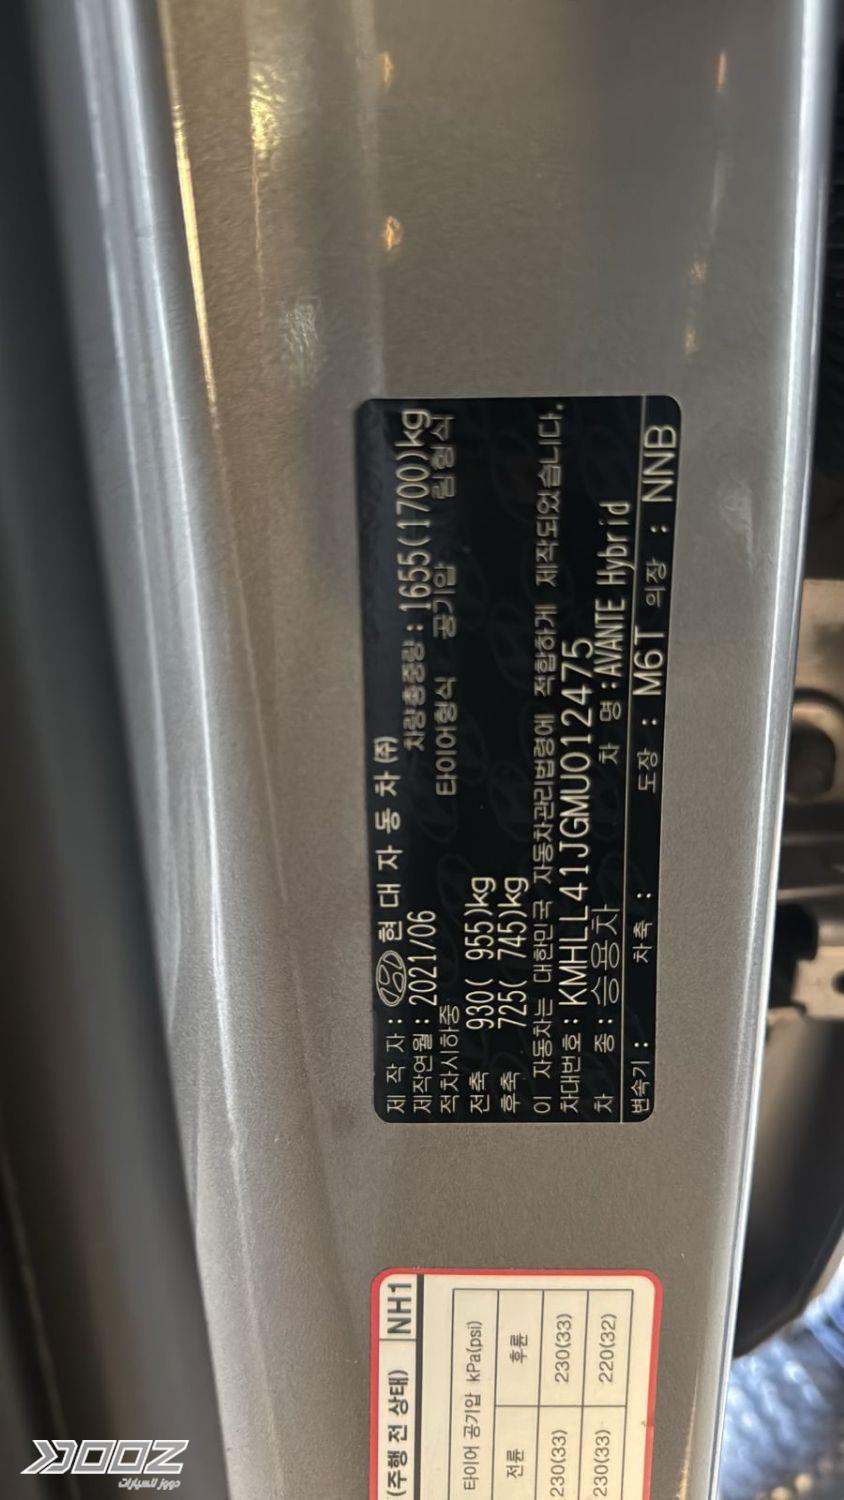 제 작 자 : 현 대 자 동 차 ㈜
제작연월 : 2021/06 차량총중량 : 1655(1700)kg
적차시하중 타이어형식 공기압 림형식
전축 930( 955)kg
후축 725( 745)kg
이 자동차는 대한민국 자동차관리법령에 적합하게 제작되었습니다.
차대번호 : KMHLL41JGMU012475
차 종 : 승용차 차 명 : AVANTE Hybrid
변속기 : 차축 : 도장 : M6T 의장 : NNB
(주행 전 상태) NH1
타이어 공기압 kPa(psi)
전륜 후륜
230(33) 230(33)
230(33) 220(32)
DOOZ
دووز للسيارات